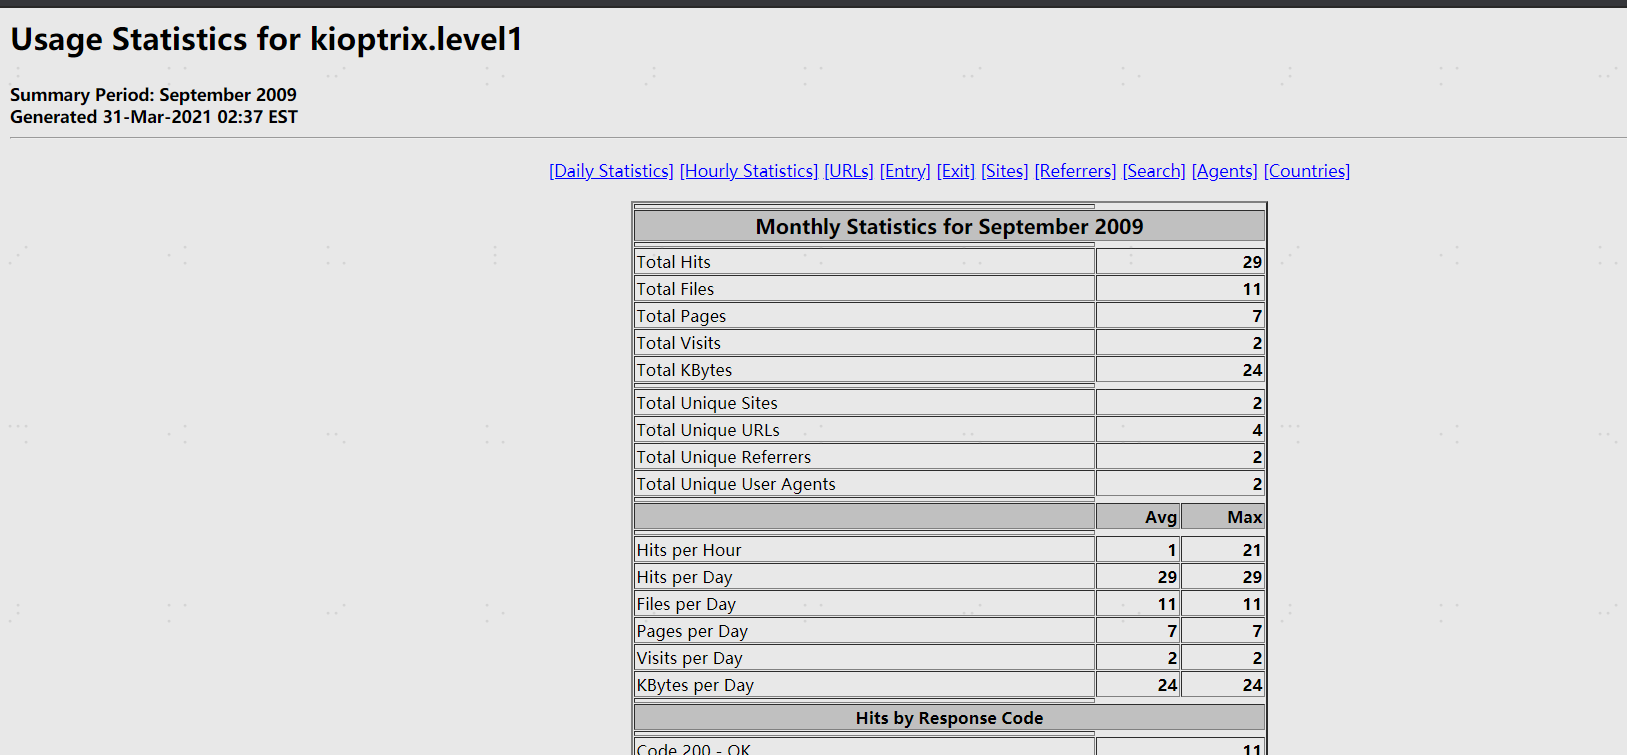 Usage Statistics for kioptrix.level1
Summary Period: September 2009
Generated 31-Mar-2021 02:37 EST
[Daily Statistics] [Hourly Statistics] [URLs] [Entry] [Exit] [Sites] [Referrers] [Search] [Agents] [Countries]
Monthly Statistics for September 2009
Total Hits 29
Total Files 11
Total Pages 7
Total Visits 2
Total KBytes 24
Total Unique Sites 2
Total Unique URLs 4
Total Unique Referrers 2
Total Unique User Agents 2
Avg Max
Hits per Hour 1 21
Hits per Day 29 29
Files per Day 11 11
Pages per Day 7 7
Visits per Day 2 2
KBytes per Day 24 24
Hits by Response Code
Code 200 - OK 11